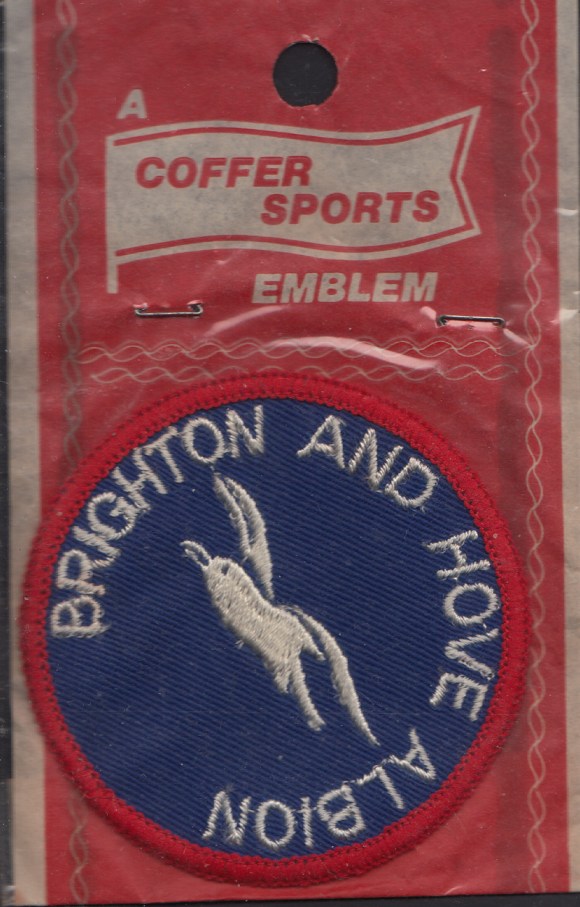 A
COFFER
SPORTS
EMBLEM
BRIGHTON AND HOVE ALBION